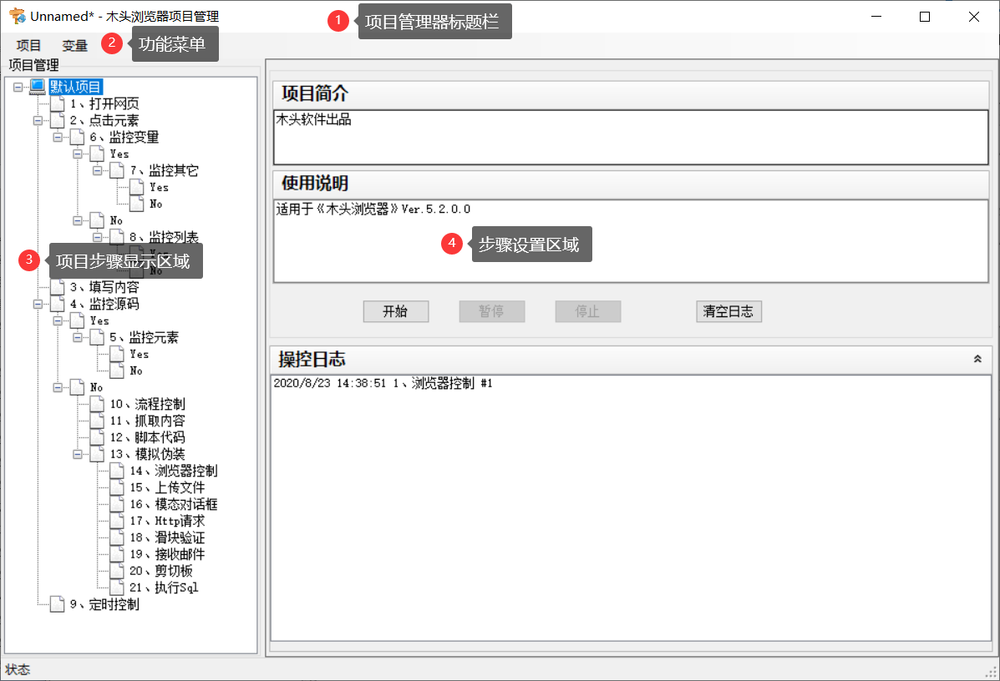 Unnamed* - 木头浏览器项目管理
1 项目管理器标题栏
项目 变量 2 功能菜单
项目管理
默认项目
1、打开网页
2、点击元素
6、监控变量
Yes
7、监控其它
Yes
No
No
8、监控列表
Yes
No
3 项目步骤显示区域
3、填写内容
4、监控源码
Yes
5、监控元素
Yes
No
No
10、流程控制
11、抓取内容
12、脚本代码
13、模拟伪装
14、浏览器控制
15、上传文件
16、模态对话框
17、Http请求
18、滑块验证
19、接收邮件
20、剪切板
21、执行Sql
9、定时控制
项目简介
木头软件出品
使用说明
适用于《木头浏览器》Ver.5.2.0.0
4 步骤设置区域
开始 暂停 停止 清空日志
操控日志
2020/8/23 14:38:51 1、浏览器控制 #1
状态